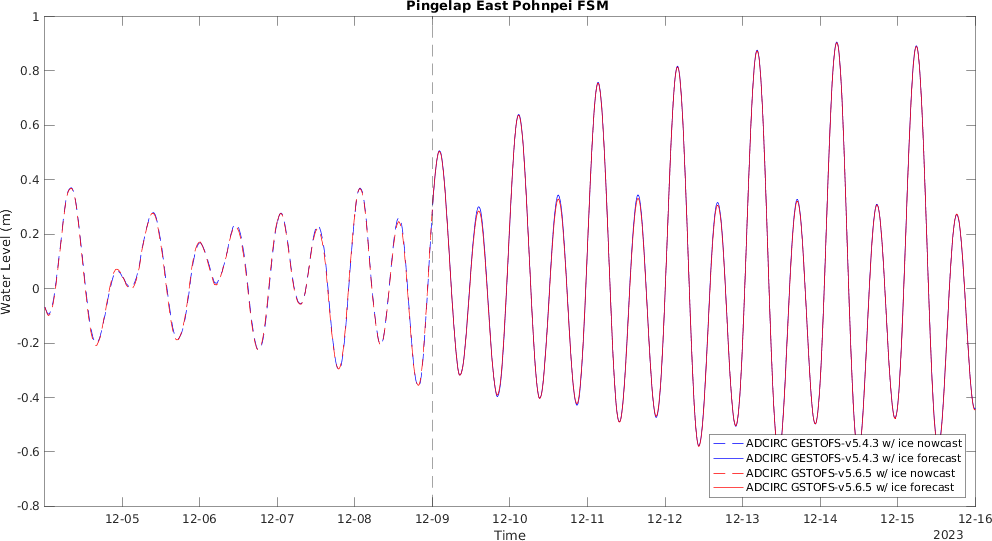 Pingelap East Pohnpei FSM
1
0.8
0.6
0.4
0.2
0
-0.2
-0.4
-0.6
-0.8
Water Level (m)
ADCIRC GESTOFS-v5.4.3 w/ ice nowcast
ADCIRC GESTOFS-v5.4.3 w/ ice forecast
ADCIRC GSTOFS-v5.6.5 w/ ice nowcast
ADCIRC GSTOFS-v5.6.5 w/ ice forecast
12-05 12-06 12-07 12-08 12-09 12-10 12-11 12-12 12-13 12-14 12-15 12-16
Time
2023